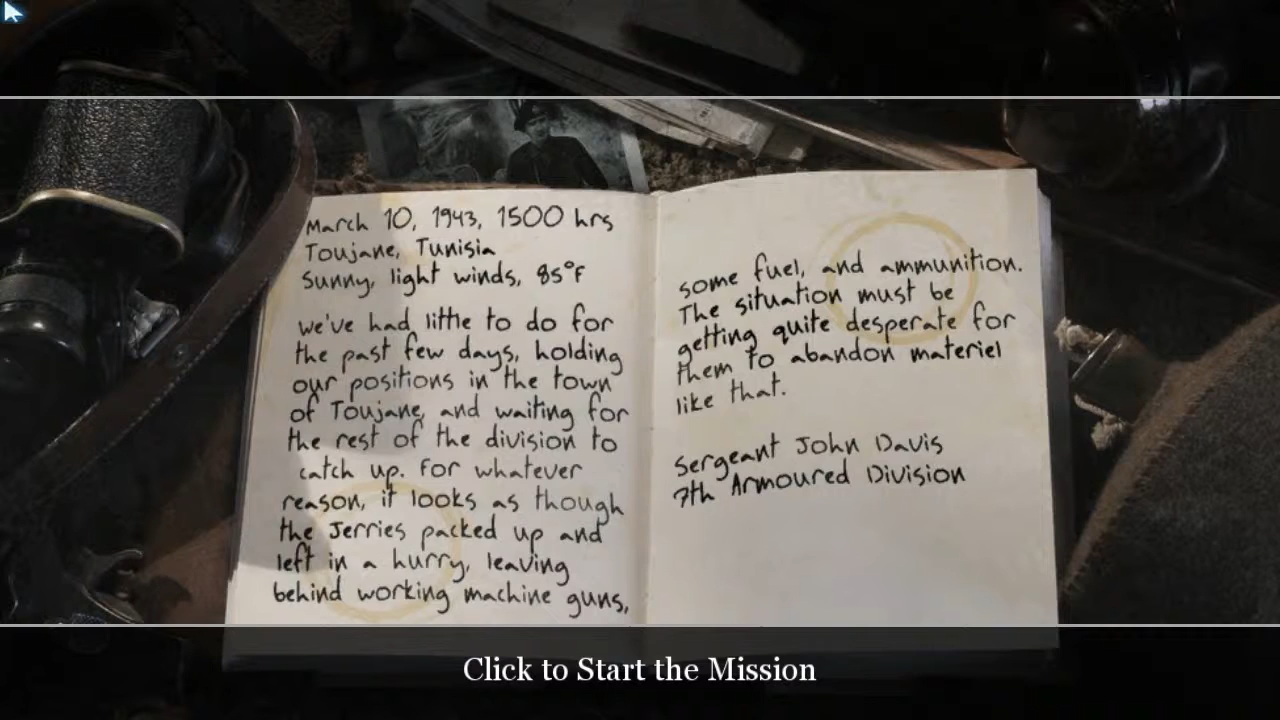 March 10, 1943, 1500 hrs
Toujane, Tunisia
Sunny, light winds, 85°F
We've had little to do for
the past few days, holding
our positions in the town
of Toujane, and waiting for
the rest of the division to
catch up. For whatever
reason, it looks as though
the Jerries packed up and
left in a hurry, leaving
behind working machine guns,
some fuel, and ammunition.
The situation must be
getting quite desperate for
them to abandon materiel
like that.
Sergeant John Davis
7th Armoured Division
Click to Start the Mission